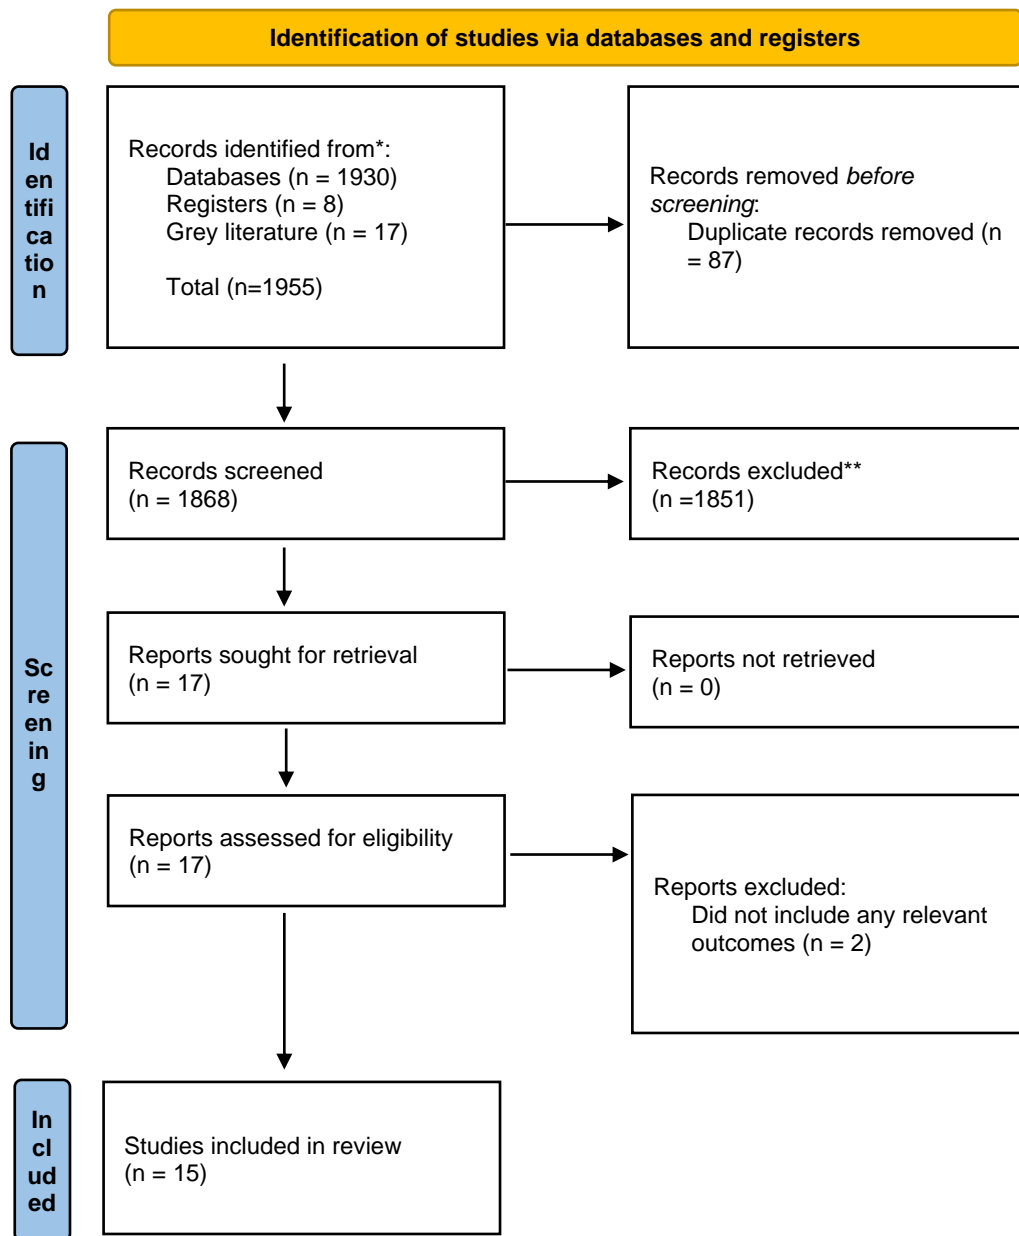 Identification of studies via databases and registers
Id
en
tifi
ca
tio
n
Records identified from*:
Databases (n = 1930)
Registers (n = 8)
Grey literature (n = 17)
Total (n=1955)
Records removed before
screening:
Duplicate records removed (n
= 87)
Sc
re
en
in
g
Records screened
(n = 1868)
Records excluded**
(n =1851)
Reports sought for retrieval
(n = 17)
Reports not retrieved
(n = 0)
Reports assessed for eligibility
(n = 17)
Reports excluded:
Did not include any relevant
outcomes (n = 2)
In
cl
ud
ed
Studies included in review
(n = 15)